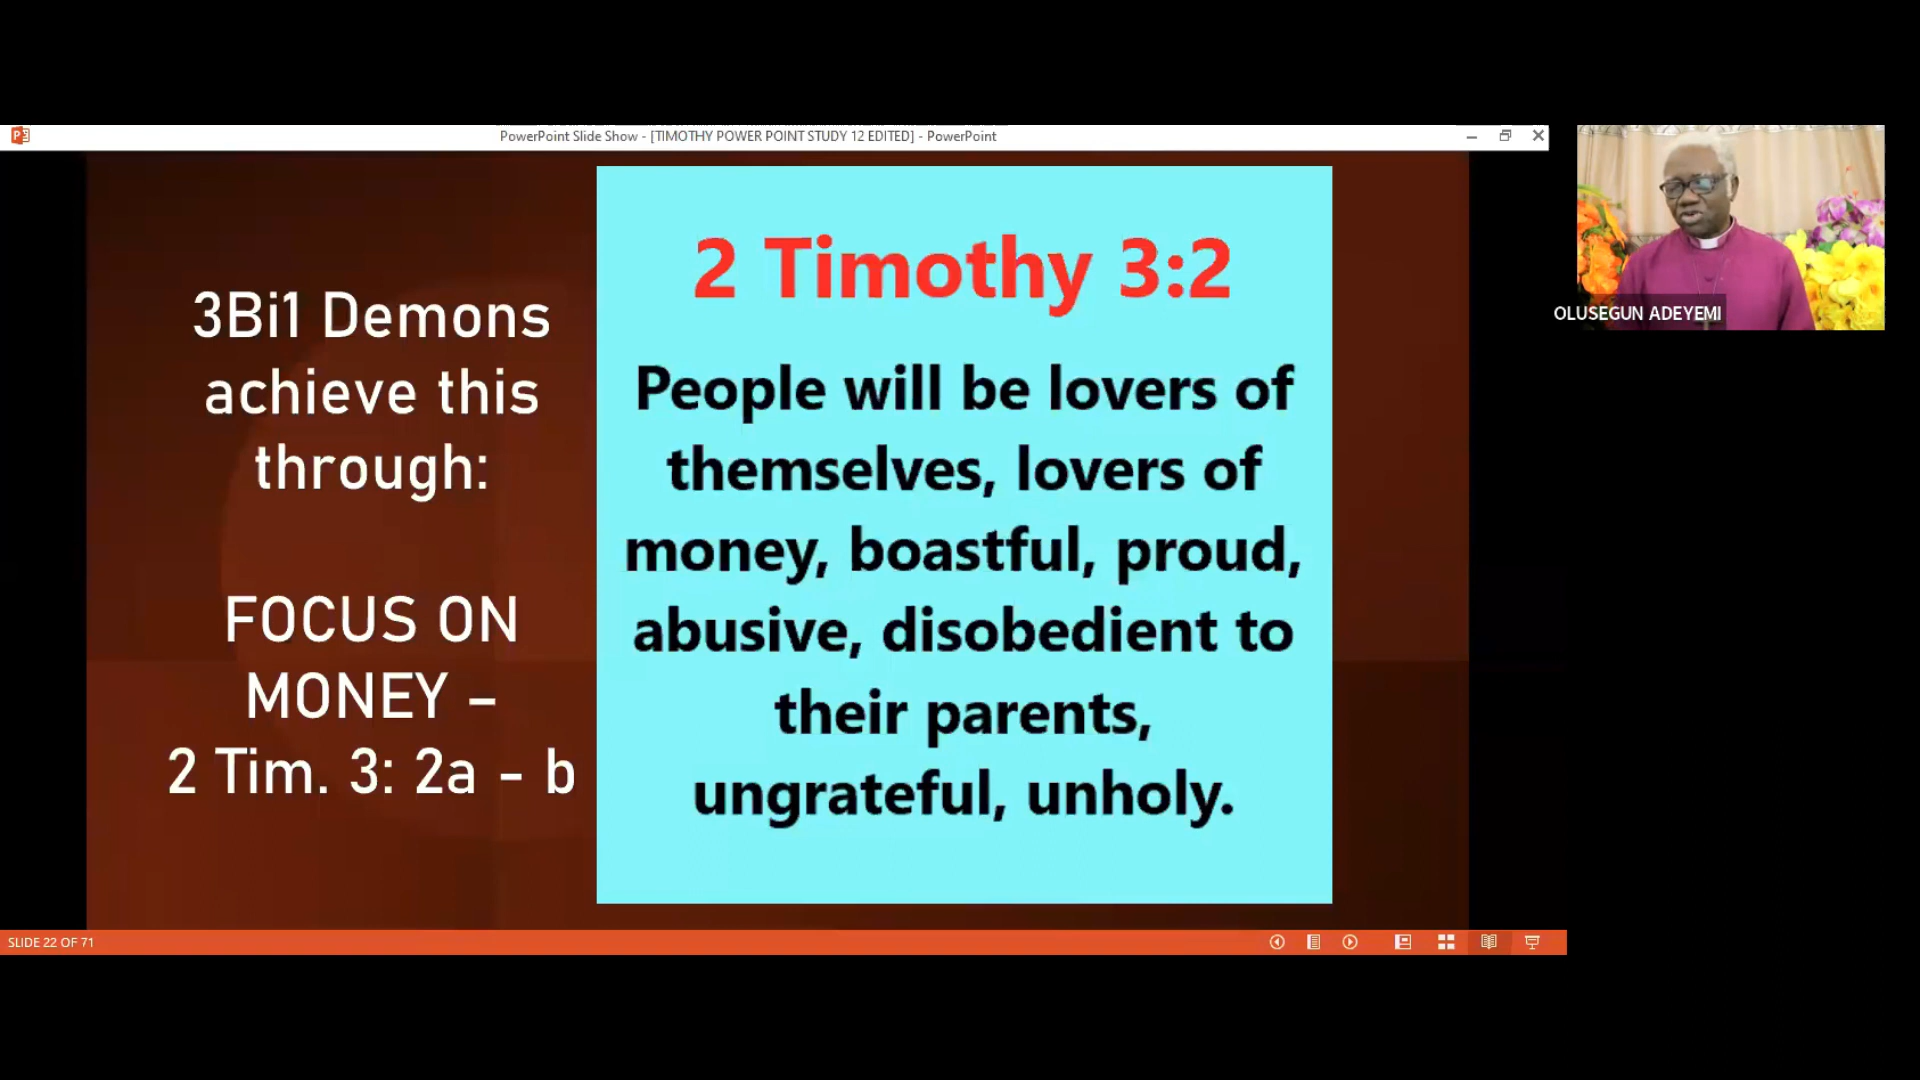 PowerPoint Slide Show - [TIMOTHY POWER POINT STUDY 12 EDITED] - PowerPoint
3Bi1 Demons
achieve this
through:
FOCUS ON
MONEY –
2 Tim. 3: 2a - b
2 Timothy 3:2
People will be lovers of
themselves, lovers of
money, boastful, proud,
abusive, disobedient to
their parents,
ungrateful, unholy.
OLUSEGUN ADEYEMI
SLIDE 22 OF 71